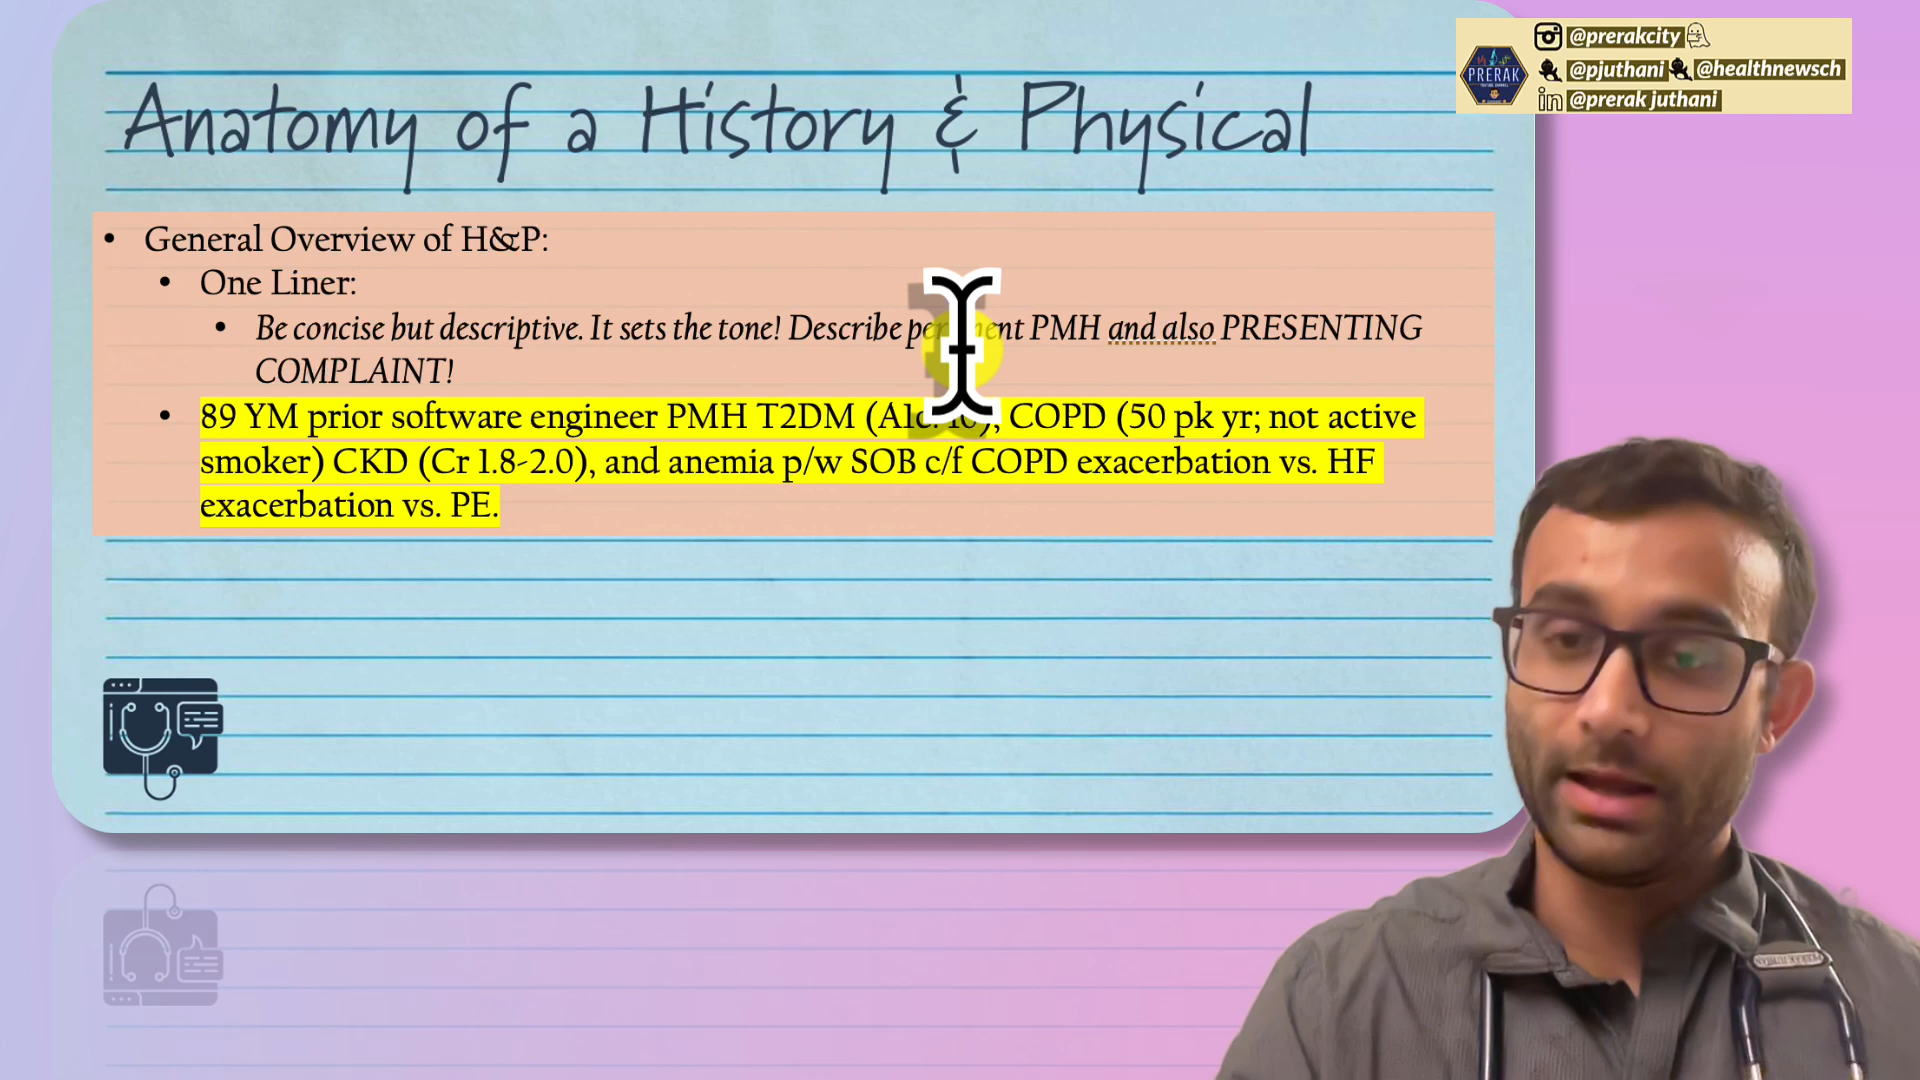 @prerakcity
@pjuthani @healthnewsch
PRERAK
@prerak juthani
Anatomy of a History & Physical
• General Overview of H&P:
• One Liner:
• Be concise but descriptive. It sets the tone! Describe PMH and also PRESENTING
COMPLAINT!
• 89 YM prior software engineer PMH T2DM (A1c: COPD (50 pk yr; not active
smoker) CKD (Cr 1.8-2.0), and anemia p/w SOB c/f COPD exacerbation vs. HF
exacerbation vs. PE.